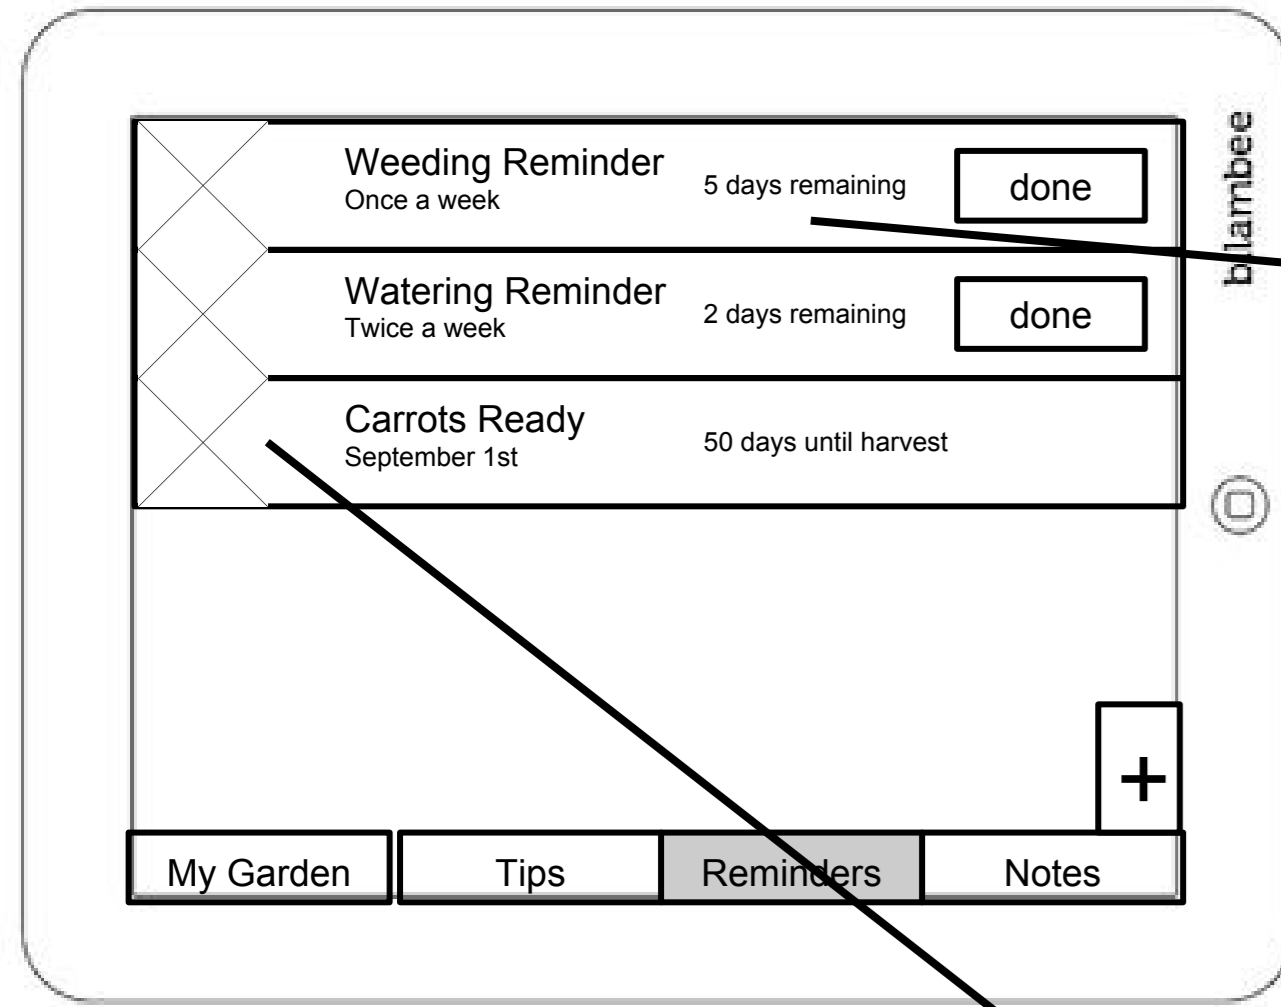 Weeding Reminder
Once a week
5 days remaining
done
Watering Reminder
Twice a week
2 days remaining
done
Carrots Ready
September 1st
50 days until harvest
+
My Garden
Tips
Reminders
Notes